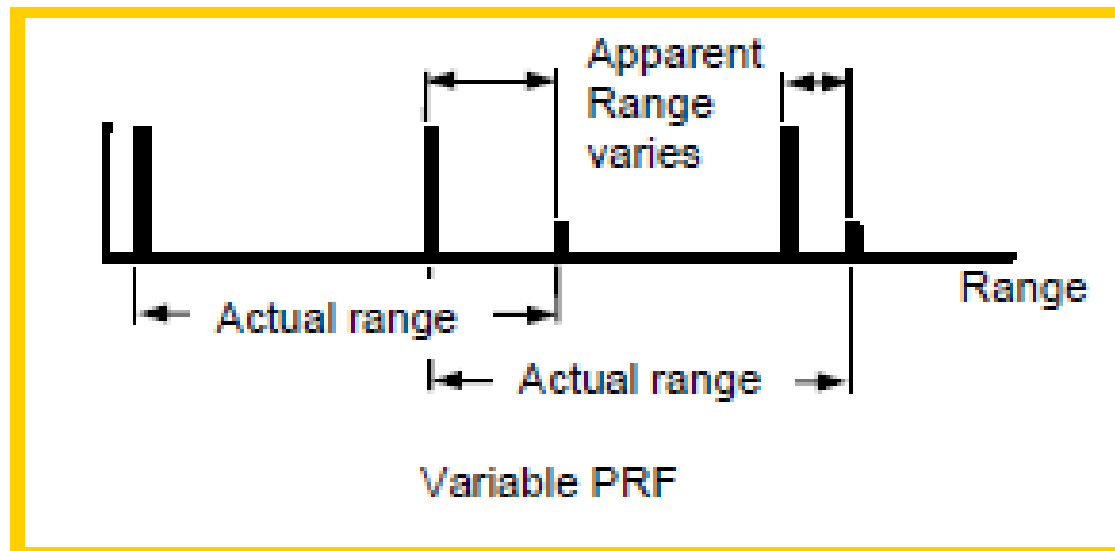 Apparent
Range
varies
Range
Actual range
Actual range
Variable PRF